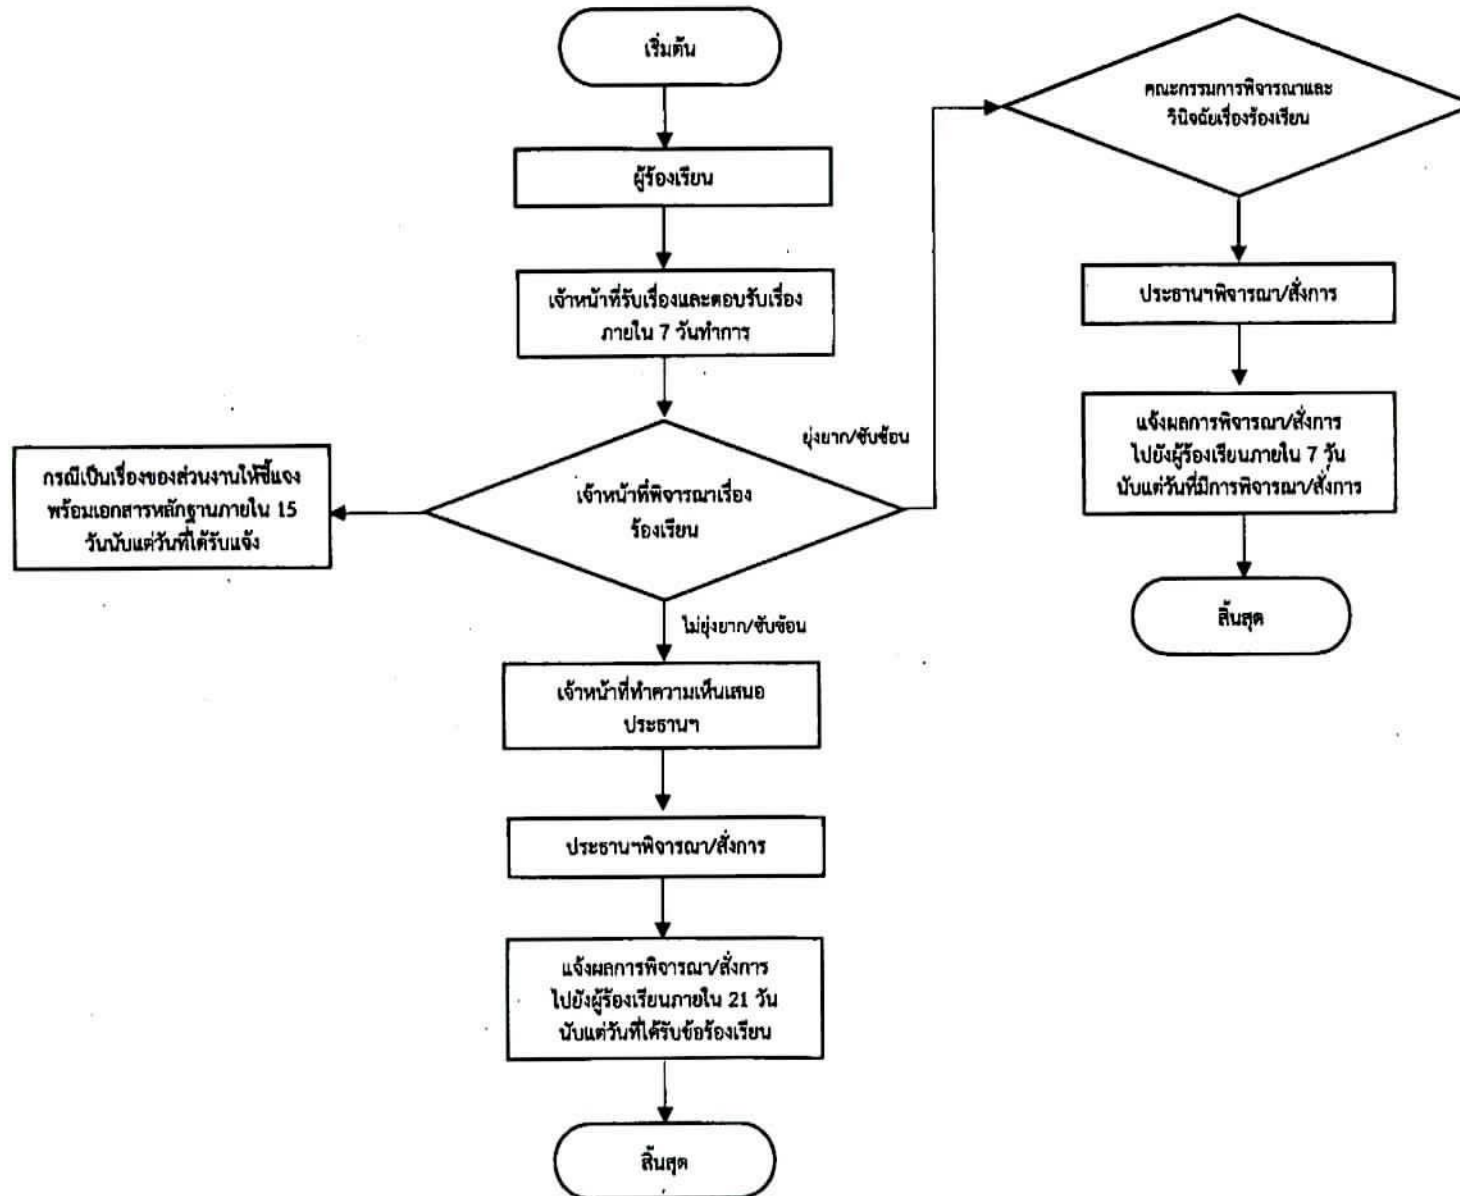 เริ่มต้น
ผู้ร้องเรียน
เจ้าหน้าที่รับเรื่องและตอบรับเรื่อง
ภายใน 7 วันทำการ
เจ้าหน้าที่พิจารณาเรื่อง
ร้องเรียน
กรณีเป็นเรื่องของส่วนงานให้ชี้แจง
พร้อมเอกสารหลักฐานภายใน 15
วันนับแต่วันที่ได้รับแจ้ง
ไม่ยุ่งยาก/ซับซ้อน
เจ้าหน้าที่ทำความเห็นเสนอ
ประธานฯ
ประธานฯพิจารณา/สั่งการ
แจ้งผลการพิจารณา/สั่งการ
ไปยังผู้ร้องเรียนภายใน 21 วัน
นับแต่วันที่ได้รับข้อร้องเรียน
สิ้นสุด
ยุ่งยาก/ซับซ้อน
คณะกรรมการพิจารณาและ
วินิจฉัยเรื่องร้องเรียน
ประธานฯพิจารณา/สั่งการ
แจ้งผลการพิจารณา/สั่งการ
ไปยังผู้ร้องเรียนภายใน 7 วัน
นับแต่วันที่มีการพิจารณา/สั่งการ
สิ้นสุด